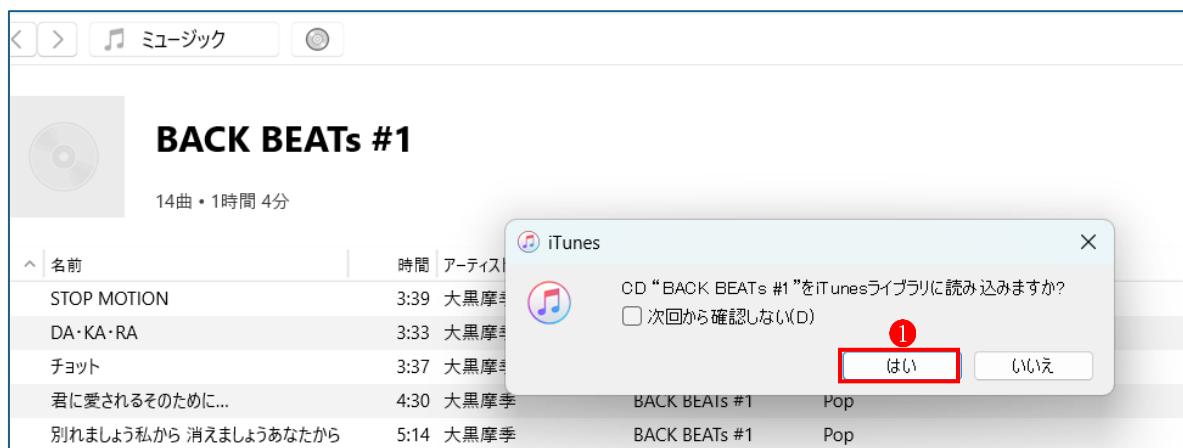 ミュージック
BACK BEATs #1
14曲 • 1時間 4分
iTunes
CD “BACK BEATs #1 ”をiTunesライブラリに読み込みますか?
次回から確認しない(D)
1
はい いいえ
名前 時間 アーティスト
STOP MOTION 3:39 大黒摩季
DA・KA・RA 3:33 大黒摩季
チョット 3:37 大黒摩季
君に愛されるそのために... 4:30 大黒摩季 BACK BEATs #1 Pop
別れましょう私から 消えましょうあなたから 5:14 大黒摩季 BACK BEATs #1 Pop